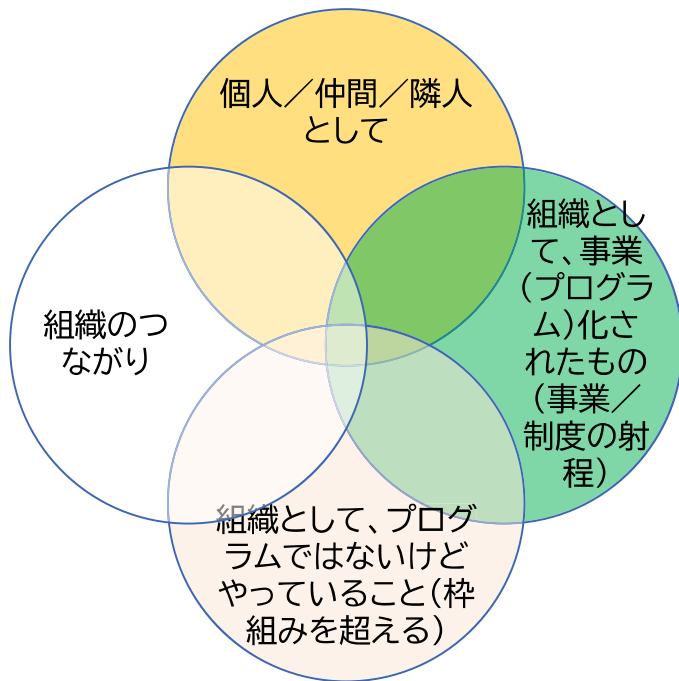 個人／仲間／隣人
として
組織とし
て、事業
（プログラ
ム）化さ
れたもの
（事業／
制度の射
程）
組織のつ
ながり
組織として、プログ
ラムではないけど
やっていること（枠
組みを超える）